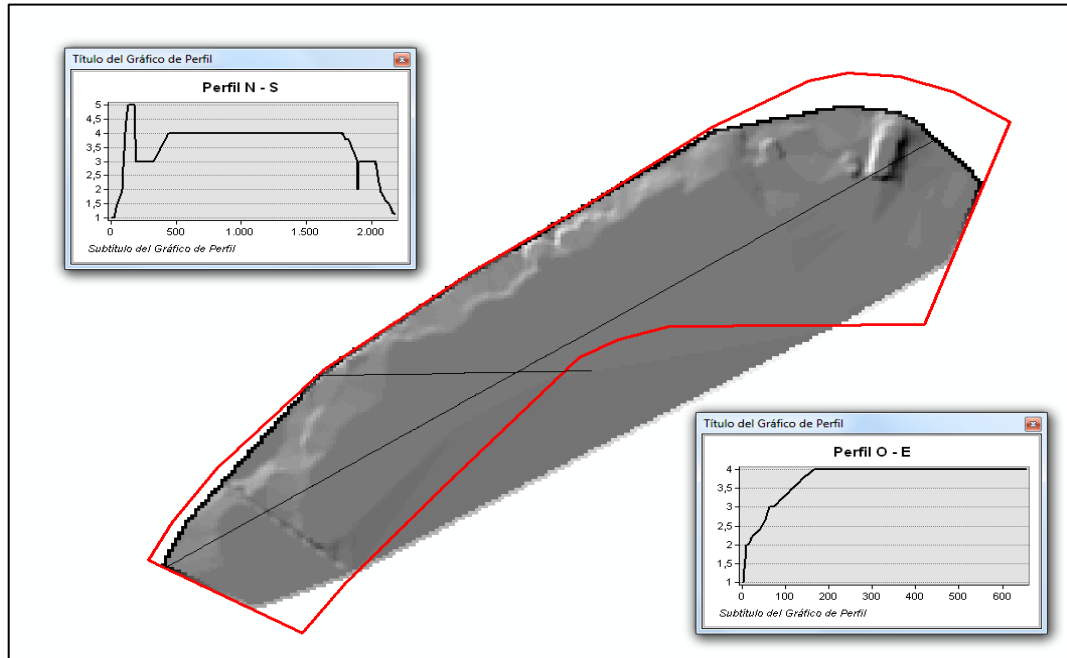 Título del Gráfico de Perfil
Perfil N - S
5
4,5
4
3,5
3
2,5
2
1,5
1
0 500 1.000 1.500 2.000
Subtítulo del Gráfico de Perfil
Título del Gráfico de Perfil
Perfil O - E
4
3,5
3
2,5
2
1,5
1
0 100 200 300 400 500 600
Subtítulo del Gráfico de Perfil